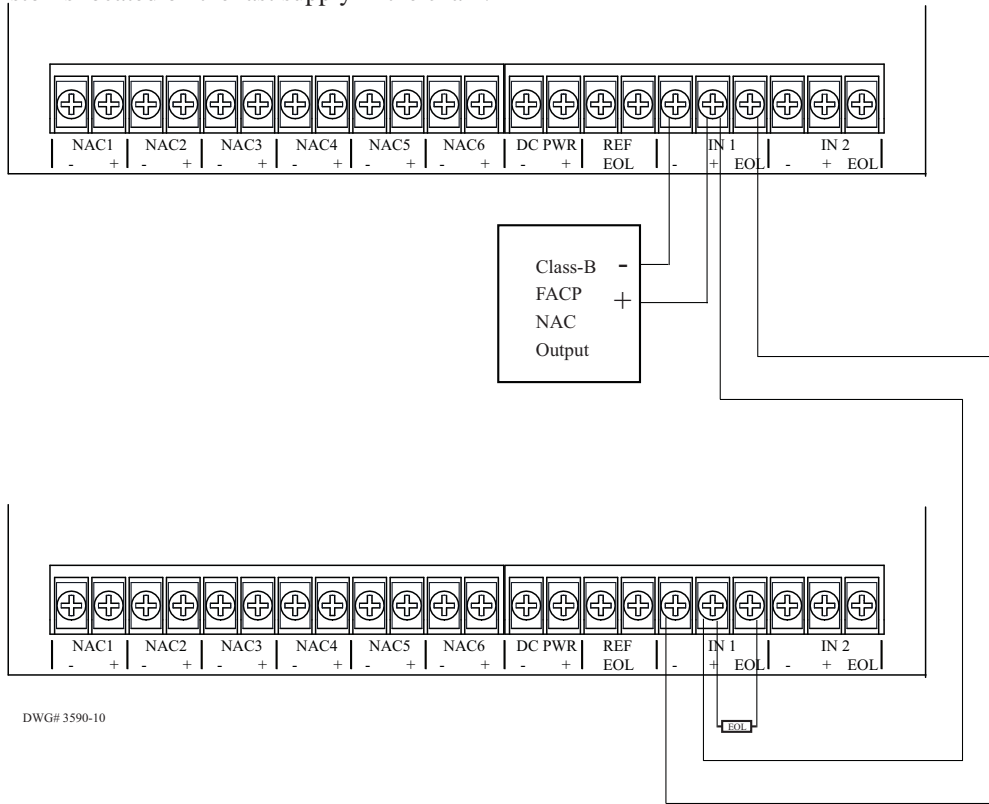 NAC1 NAC2 NAC3 NAC4 NAC5 NAC6 DC PWR REF IN 1 IN 2
- + - + - + - + - + - + - + EOL - + EOL - + EOL
Class-B -
FACP +
NAC
Output
NAC1 NAC2 NAC3 NAC4 NAC5 NAC6 DC PWR REF IN 1 IN 2
- + - + - + - + - + - + - + EOL - + EOL - + EOL
DWG# 3590-10
EOL